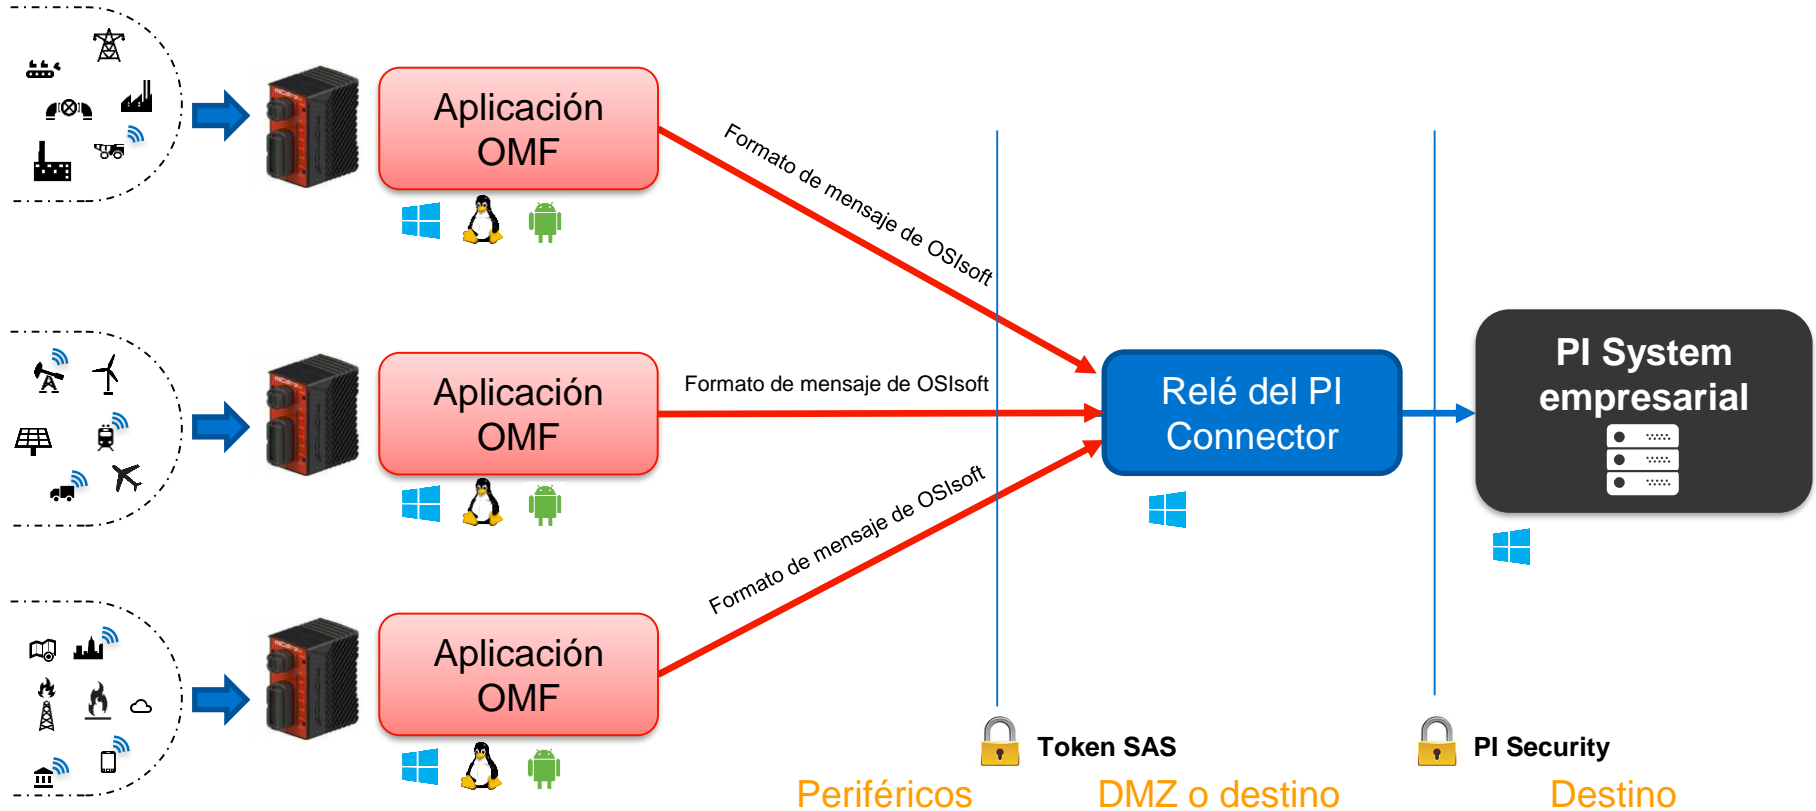 Aplicación
OMF
Formato de mensaje de OSIsoft
Aplicación
OMF
Formato de mensaje de OSIsoft
Relé del PI
Connector
PI System
empresarial
Formato de mensaje de OSIsoft
Aplicación
OMF
Token SAS
PI Security
Periféricos
DMZ o destino
Destino